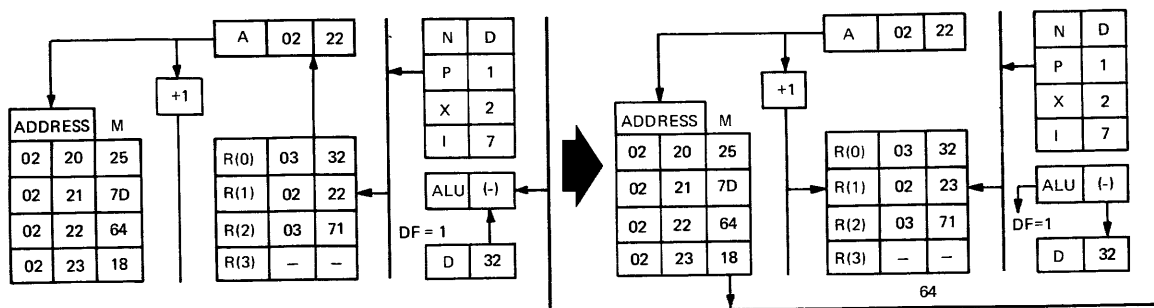 A 02 22
+1
ADDRESS M
02 20 25
02 21 7D
02 22 64
02 23 18
R(0) 03 32
R(1) 02 22
R(2) 03 71
R(3) – –
N D
P 1
X 2
I 7
ALU (-)
DF = 1
D 32
A 02 22
+1
ADDRESS M
02 20 25
02 21 7D
02 22 64
02 23 18
R(0) 03 32
R(1) 02 23
R(2) 03 71
R(3) – –
N D
P 1
X 2
I 7
ALU (-)
DF=1
D 32
64